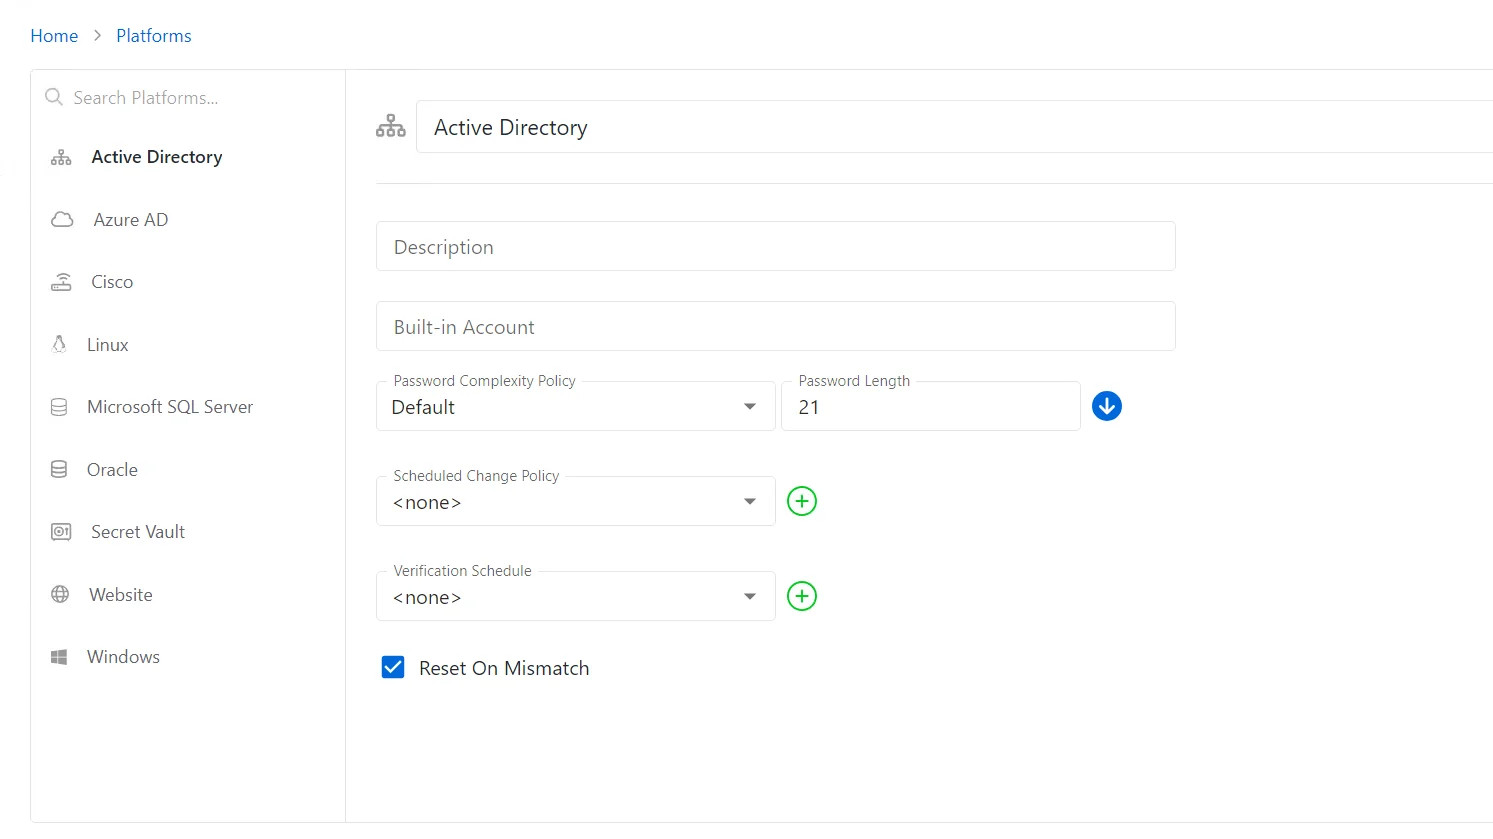 Home > Platforms
Search Platforms...
Active Directory
Azure AD
Cisco
Linux
Microsoft SQL Server
Oracle
Secret Vault
Website
Windows
Active Directory
Description
Built-in Account
Password Complexity Policy
Default
Password Length
21
Scheduled Change Policy
<none>
Verification Schedule
<none>
Reset On Mismatch